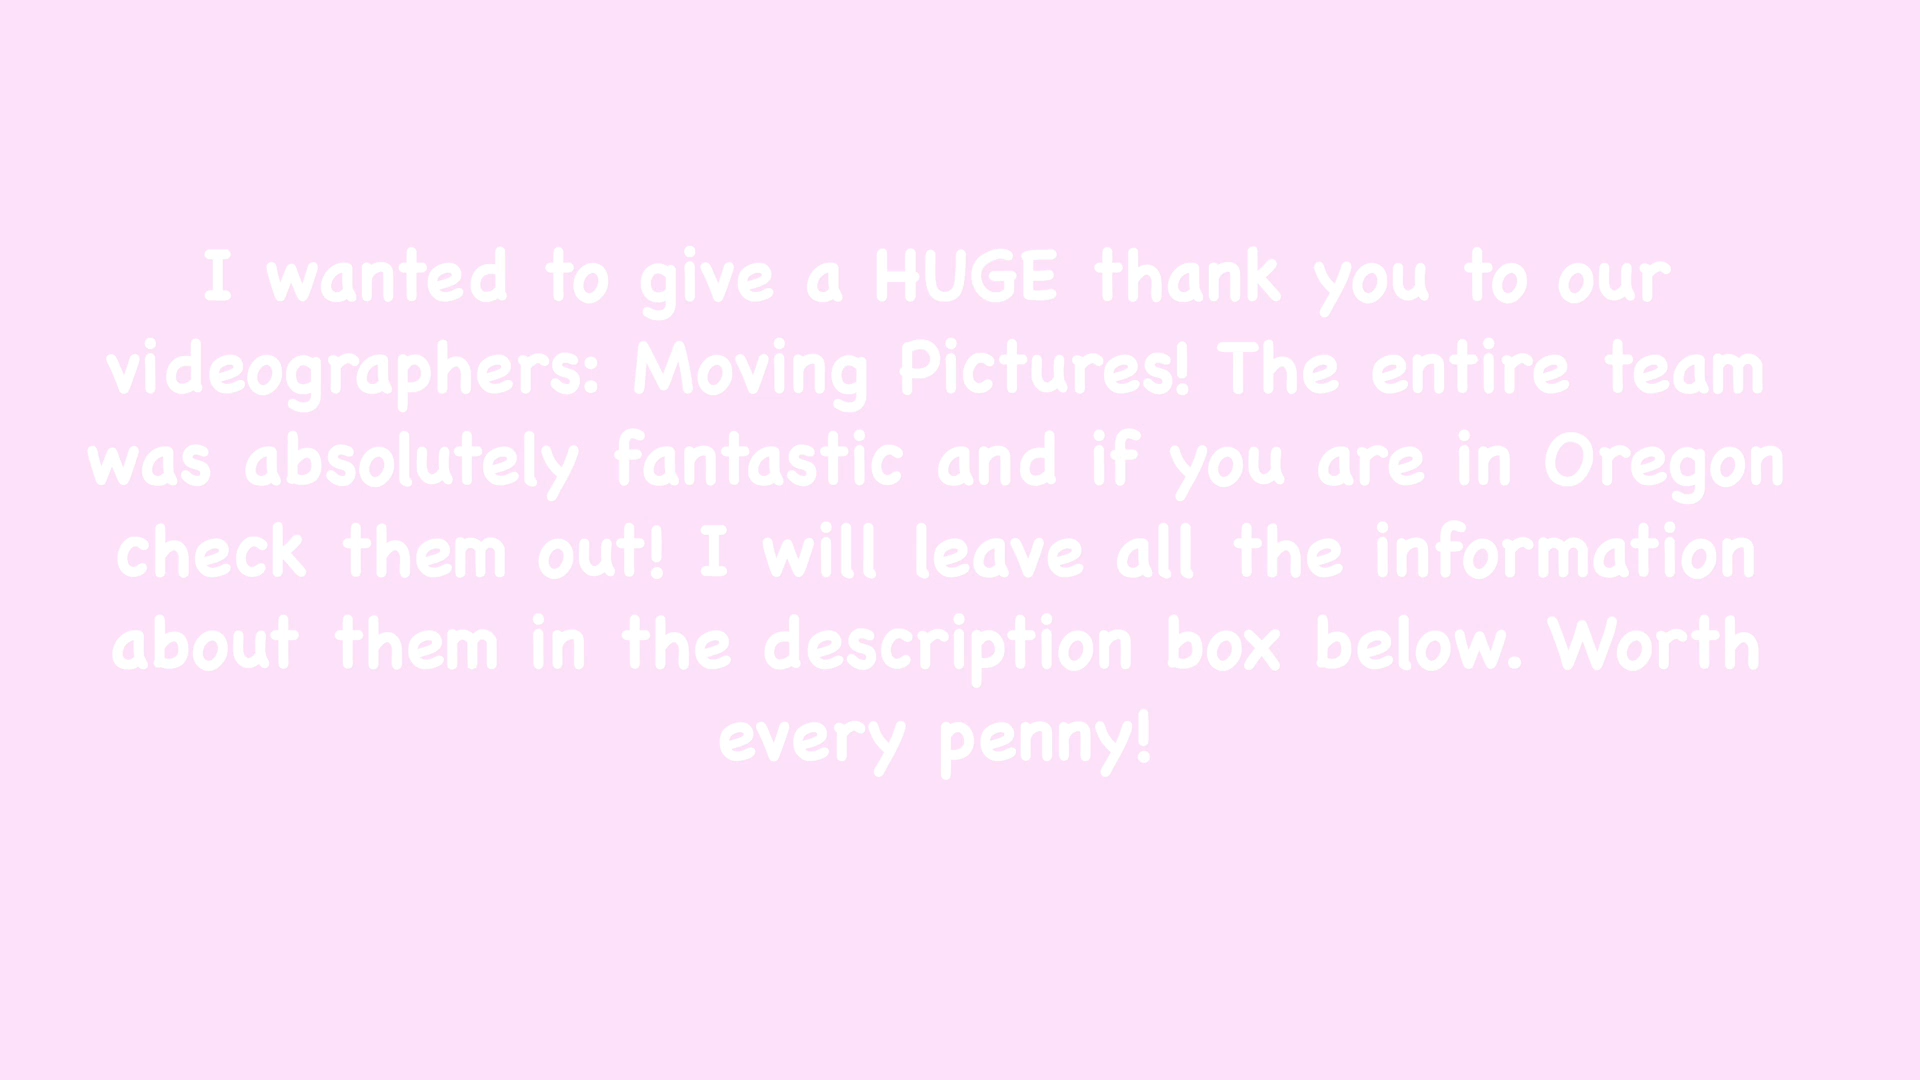 I wanted to give a HUGE thank you to our
videographers: Moving Pictures! The entire team
was absolutely fantastic and if you are in Oregon
check them out! I will leave all the information
about them in the description box below. Worth
every penny!